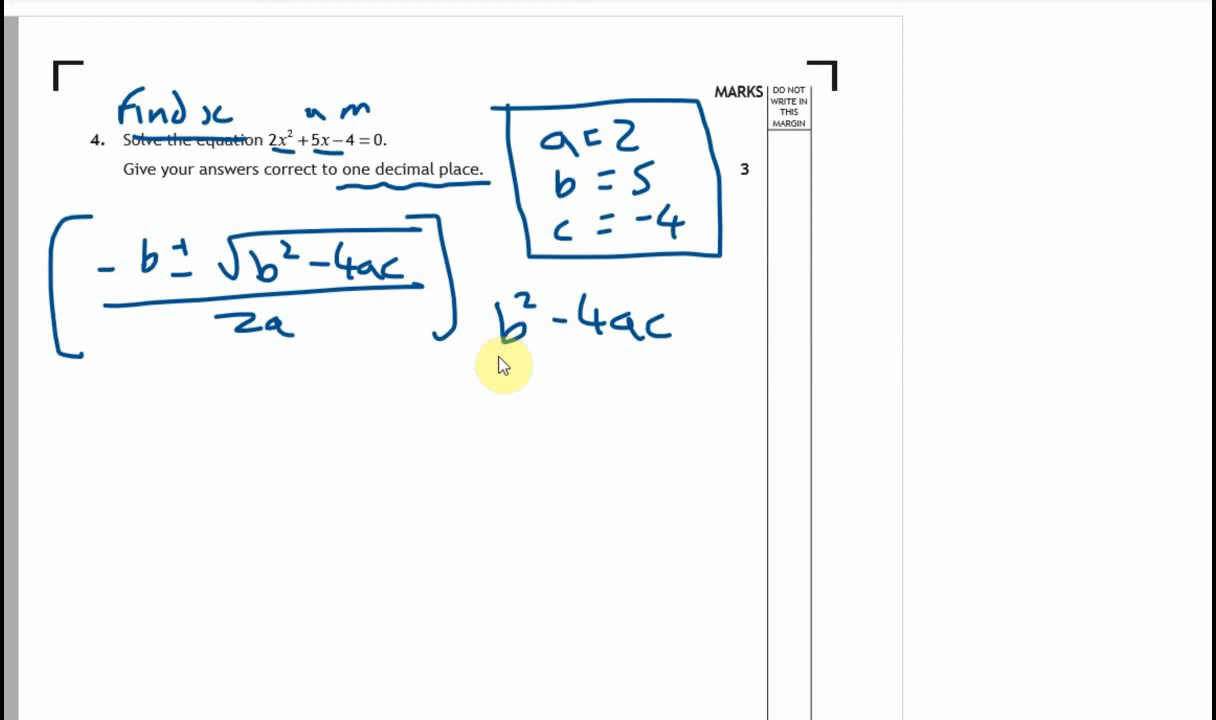 MARKS
DO NOT
WRITE IN
THIS
MARGIN
Find x
4. Solve the equation 2x² + 5x − 4 = 0.
Give your answers correct to one decimal place.
3
a = 2
b = 5
c = -4
- b ± √b² - 4ac
2a
b² - 4ac